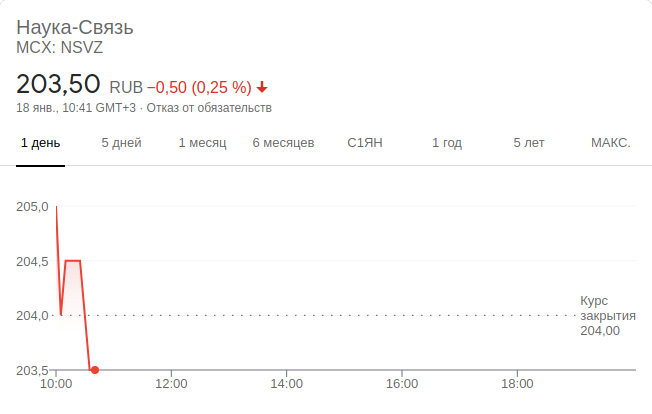 Наука-Связь
MCX: NSVZ
203,50 RUB −0,50 (0,25 %)
18 янв., 10:41 GMT+3 · Отказ от обязательств
1 день 5 дней 1 месяц 6 месяцев С1ЯН 1 год 5 лет МАКС.
205,0
204,5
204,0
Курс
закрытия
204,00
203,5
10:00 12:00 14:00 16:00 18:00